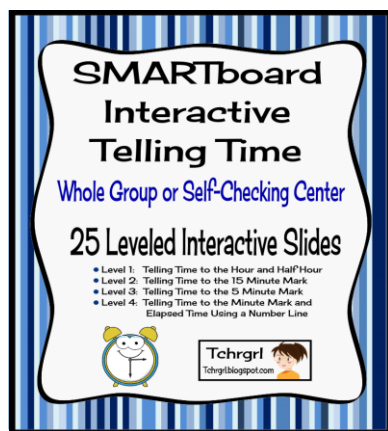 SMARTboard
Interactive
Telling Time
Whole Group or Self-Checking Center
25 Leveled Interactive Slides
• Level 1: Telling Time to the Hour and Half Hour
• Level 2: Telling Time to the 15 Minute Mark
• Level 3: Telling Time to the 5 Minute Mark
• Level 4: Telling Time to the Minute Mark and
Elapsed Time Using a Number Line
Tchrgrl
Tchrgrl.blogspot.com